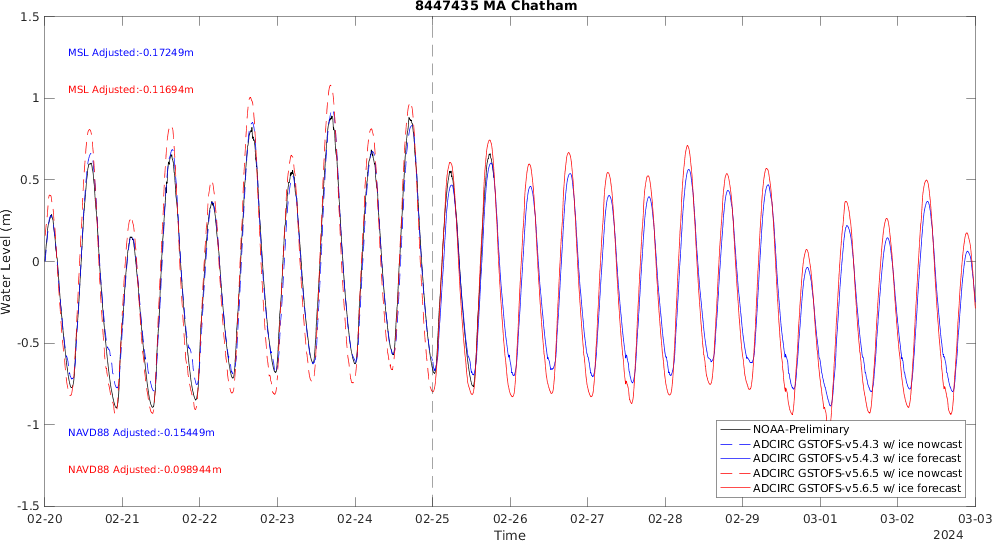 8447435 MA Chatham
1.5
MSL Adjusted:-0.17249m
MSL Adjusted:-0.11694m
1
0.5
Water Level (m)
0
-0.5
-1
NAVD88 Adjusted:-0.15449m
NAVD88 Adjusted:-0.098944m
-1.5
NOAA-Preliminary
ADCIRC GSTOFS-v5.4.3 w/ ice nowcast
ADCIRC GSTOFS-v5.4.3 w/ ice forecast
ADCIRC GSTOFS-v5.6.5 w/ ice nowcast
ADCIRC GSTOFS-v5.6.5 w/ ice forecast
02-20 02-21 02-22 02-23 02-24 02-25 02-26 02-27 02-28 02-29 03-01 03-02 03-03
Time
2024